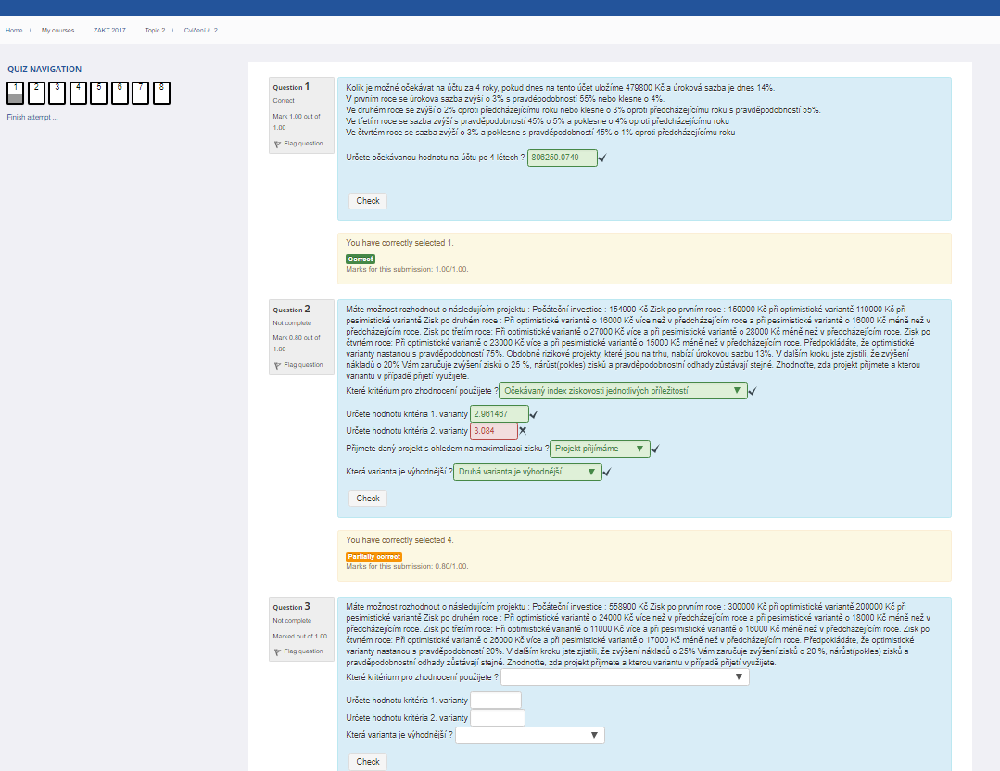 Home My courses ZAKT 2017 Topic 2 Cvičení č. 2
QUIZ NAVIGATION
1 2 3 4 5 6 7 8
Finish attempt ...
Question 1
Correct
Mark 1.00 out of
1.00
Flag question
Kolik je možné očekávat na účtu za 4 roky, pokud dnes na tento účet uložíme 479800 Kč a úroková sazba je dnes 14%.
V prvním roce se úroková sazba zvýší o 3% s pravděpodobností 55% nebo klesne o 4%.
Ve druhém roce se zvýší o 2% oproti předcházejícímu roku nebo klesne o 3% oproti předcházejícímu roku s pravděpodobností 55%.
Ve třetím roce se sazba zvýší s pravděpodobností 45% o 5% a poklesne o 4% oproti předcházejícímu roku
Ve čtvrtém roce se sazba zvýší o 3% a poklesne s pravděpodobností 45% o 1% oproti předcházejícímu roku
Určete očekávanou hodnotu na účtu po 4 létech ? 806250.0749
Check
You have correctly selected 1.
Correct
Marks for this submission: 1.00/1.00.
Question 2
Not complete
Mark 0.80 out of
1.00
Flag question
Máte možnost rozhodnout o následujícím projektu : Počáteční investice : 154900 Kč Zisk po prvním roce : 150000 Kč při optimistické variantě 110000 Kč při
pesimistické variantě Zisk po druhém roce : Při optimistické variantě o 16000 Kč více než v předcházejícím roce a při pesimistické variantě o 16000 Kč méně než v
předcházejícím roce. Zisk po třetím roce: Při optimistické variantě o 27000 Kč více a při pesimistické variantě o 28000 Kč méně než v předcházejícím roce. Zisk po
čtvrtém roce: Při optimistické variantě o 23000 Kč více a při pesimistické variantě o 15000 Kč méně než v předcházejícím roce. Předpokládáte, že optimistické
varianty nastanou s pravděpodobností 75%. Obdobně rizikové projekty, které jsou na trhu, nabízí úrokovou sazbu 13%. V dalším kroku jste zjistili, že zvýšení
nákladů o 20% Vám zaručuje zvýšení zisků o 25 %, nárůst(pokles) zisků a pravděpodobnostní odhady zůstávají stejné. Zhodnoťte, zda projekt přijmete a kterou
variantu v případě přijetí využijete.
Které kritérium pro zhodnocení použijete ? Očekávaný index ziskovosti jednotlivých příležitostí
Určete hodnotu kritéria 1. varianty 2.961467
Určete hodnotu kritéria 2. varianty 3.084
Přijmete daný projekt s ohledem na maximalizaci zisku ? Projekt přijímáme
Která varianta je výhodnější ? Druhá varianta je výhodnější
Check
You have correctly selected 4.
Partially correct
Marks for this submission: 0.80/1.00.
Question 3
Not complete
Marked out of 1.00
Flag question
Máte možnost rozhodnout o následujícím projektu : Počáteční investice : 558900 Kč Zisk po prvním roce : 300000 Kč při optimistické variantě 200000 Kč při
pesimistické variantě Zisk po druhém roce : Při optimistické variantě o 24000 Kč více než v předcházejícím roce a při pesimistické variantě o 18000 Kč méně než v
předcházejícím roce. Zisk po třetím roce: Při optimistické variantě o 11000 Kč více a při pesimistické variantě o 16000 Kč méně než v předcházejícím roce. Zisk po
čtvrtém roce: Při optimistické variantě o 26000 Kč více a při pesimistické variantě o 17000 Kč méně než v předcházejícím roce. Předpokládáte, že optimistické
varianty nastanou s pravděpodobností 20%. V dalším kroku jste zjistili, že zvýšení nákladů o 25% Vám zaručuje zvýšení zisků o 20 %, nárůst(pokles) zisků a
pravděpodobnostní odhady zůstávají stejné. Zhodnoťte, zda projekt přijmete a kterou variantu v případě přijetí využijete.
Které kritérium pro zhodnocení použijete ?
Určete hodnotu kritéria 1. varianty
Určete hodnotu kritéria 2. varianty
Která varianta je výhodnější ?
Check